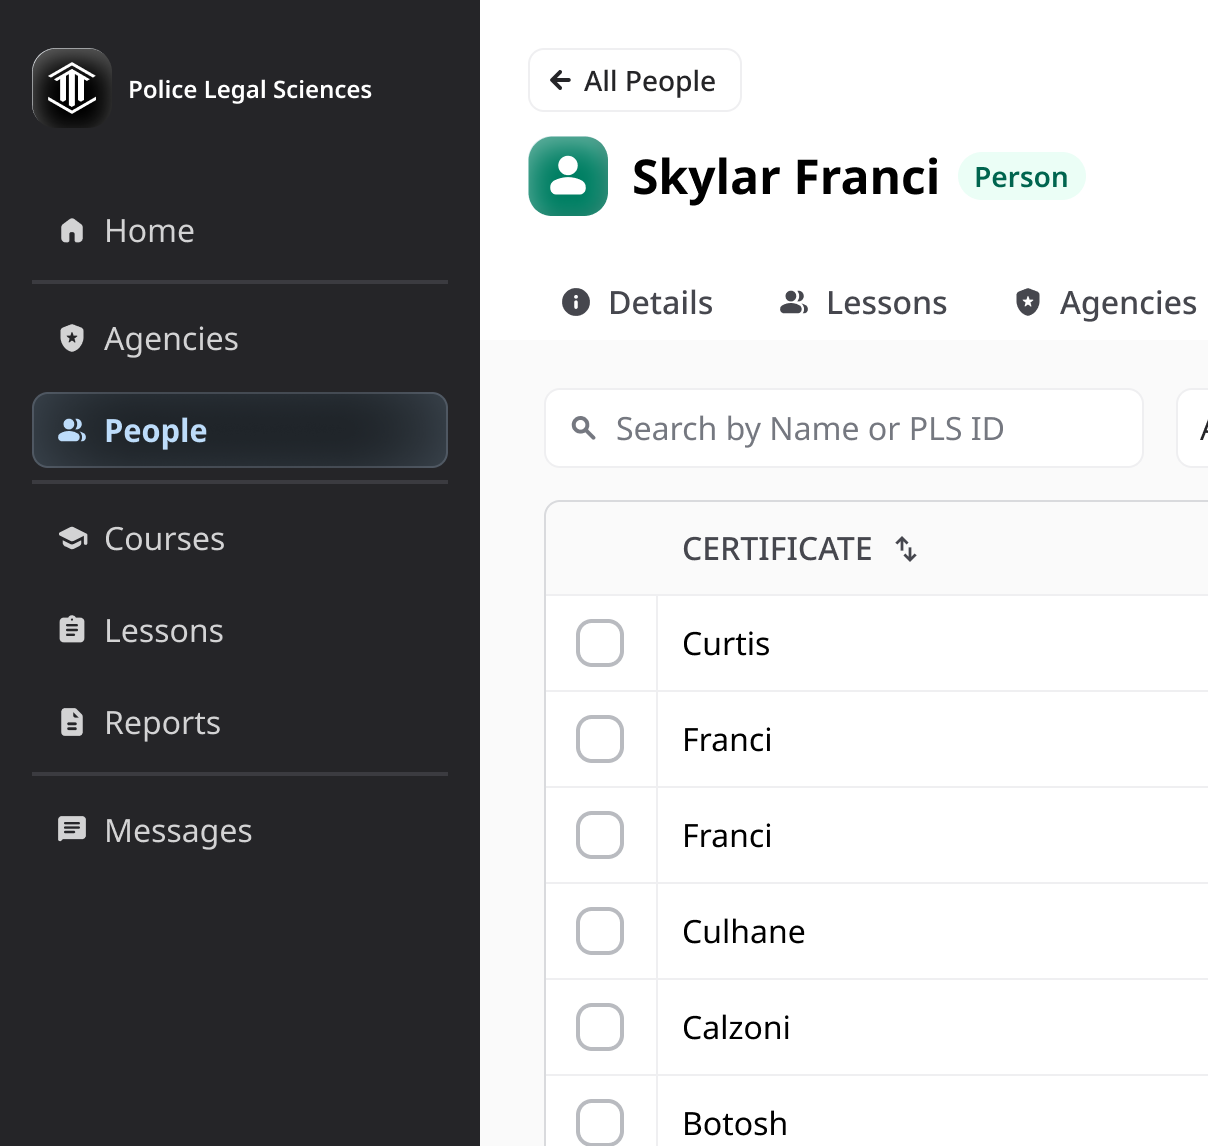 Police Legal Sciences
Home
Agencies
People
Courses
Lessons
Reports
Messages
All People
Skylar Franci Person
Details Lessons Agencies
Search by Name or PLS ID
CERTIFICATE
Curtis
Franci
Franci
Culhane
Calzoni
Botosh